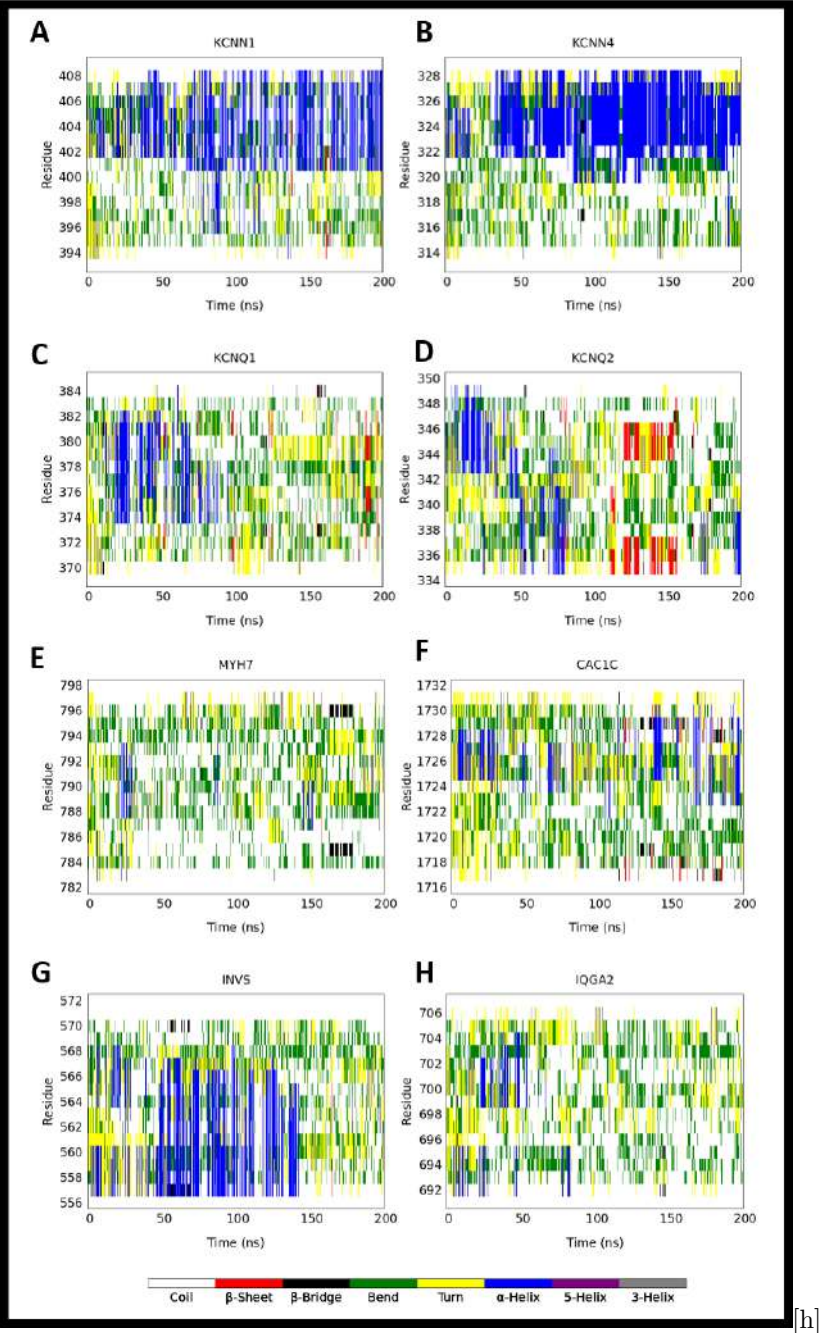 A
KCNN1
B
KCNN4
408
406
404
402
400
398
396
394
Residue
0 50 100 150 200
Time (ns)
328
326
324
322
320
318
316
314
Residue
0 50 100 150 200
Time (ns)
C
KCNQ1
D
KCNQ2
384
382
380
378
376
374
372
370
Residue
0 50 100 150 200
Time (ns)
350
348
346
344
342
340
338
336
334
Residue
0 50 100 150 200
Time (ns)
E
MYH7
F
CAC1C
798
796
794
792
790
788
786
784
782
Residue
0 50 100 150 200
Time (ns)
1732
1730
1728
1726
1724
1722
1720
1718
1716
Residue
0 50 100 150 200
Time (ns)
G
INVS
H
IQGA2
572
570
568
566
564
562
560
558
556
Residue
0 50 100 150 200
Time (ns)
706
704
702
700
698
696
694
692
Residue
0 50 100 150 200
Time (ns)
Coil β-Sheet β-Bridge Bend Turn α-Helix 5-Helix 3-Helix
[h]